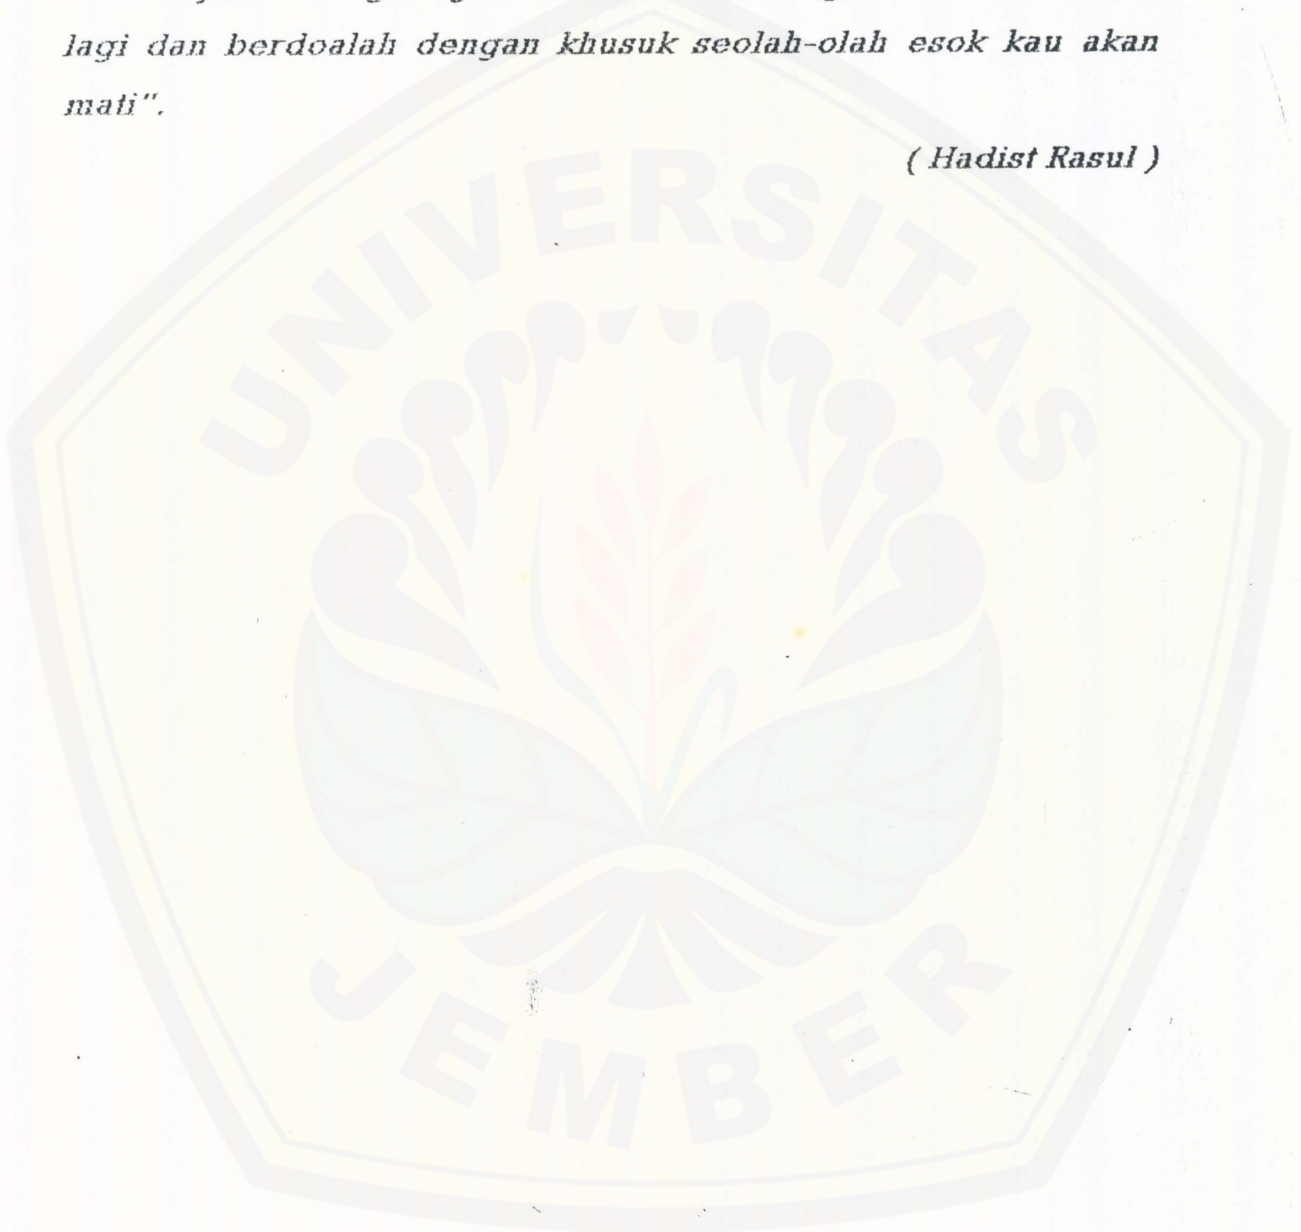 lagi dan berdoalah dengan khusuk seolah-olah esok kau akan
mati".
( Hadist Rasul )
UNIVERSITAS
JEMBER